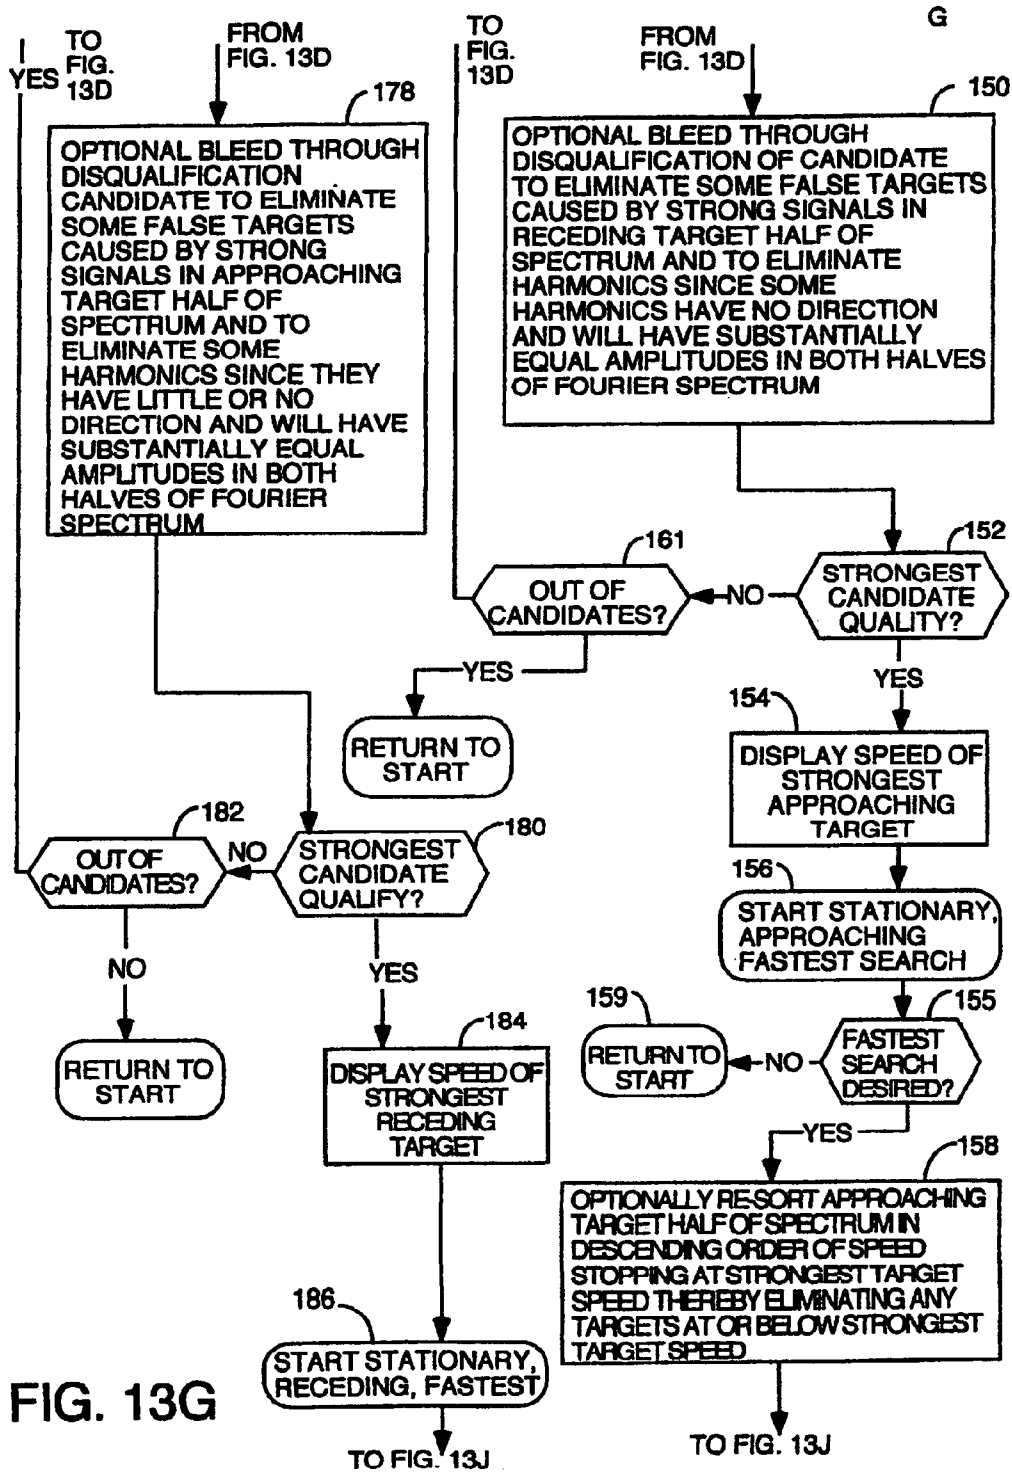 G
TO
FIG.
13D
YES
FROM
FIG. 13D
178
OPTIONAL BLEED THROUGH
DISQUALIFICATION
CANDIDATE TO ELIMINATE
SOME FALSE TARGETS
CAUSED BY STRONG
SIGNALS IN APPROACHING
TARGET HALF OF
SPECTRUM AND TO
ELIMINATE SOME
HARMONICS SINCE THEY
HAVE LITTLE OR NO
DIRECTION AND WILL HAVE
SUBSTANTIALLY EQUAL
AMPLITUDES IN BOTH
HALVES OF FOURIER
SPECTRUM
TO
FIG.
13D
FROM
FIG. 13D
150
OPTIONAL BLEED THROUGH
DISQUALIFICATION OF CANDIDATE
TO ELIMINATE SOME FALSE TARGETS
CAUSED BY STRONG SIGNALS IN
RECEDING TARGET HALF OF
SPECTRUM AND TO ELIMINATE
HARMONICS SINCE SOME
HARMONICS HAVE NO DIRECTION
AND WILL HAVE SUBSTANTIALLY
EQUAL AMPLITUDES IN BOTH HALVES
OF FOURIER SPECTRUM
152
STRONGEST
CANDIDATE
QUALITY?
NO
161
OUT OF
CANDIDATES?
YES
RETURN TO
START
YES
154
DISPLAY SPEED OF
STRONGEST
APPROACHING
TARGET
182
OUT OF
CANDIDATES?
NO
180
STRONGEST
CANDIDATE
QUALIFY?
156
START STATIONARY,
APPROACHING
FASTEST SEARCH
NO
YES
RETURN TO
START
184
DISPLAY SPEED OF
STRONGEST
RECEDING
TARGET
159
RETURN TO
START
NO
155
FASTEST
SEARCH
DESIRED?
YES
158
OPTIONALLY RE-SORT APPROACHING
TARGET HALF OF SPECTRUM IN
DESCENDING ORDER OF SPEED
STOPPING AT STRONGEST TARGET
SPEED THEREBY ELIMINATING ANY
TARGETS AT OR BELOW STRONGEST
TARGET SPEED
186
START STATIONARY,
RECEDING, FASTEST
FIG. 13G
TO FIG. 13J
TO FIG. 13J